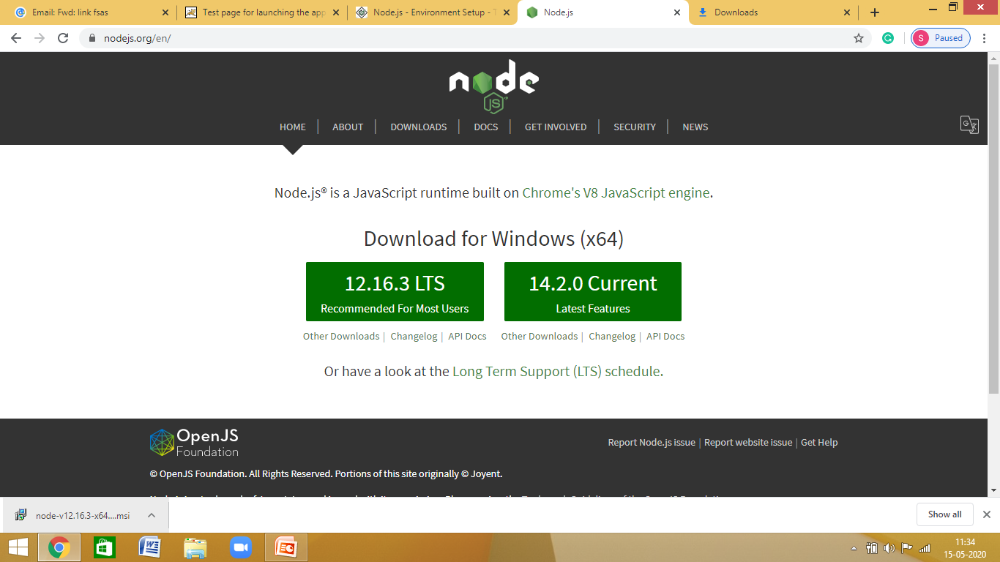 Email: Fwd: link fsas
Test page for launching the app
Node.js - Environment Setup - T
Node.js
Downloads
nodejs.org/en/
S Paused
node
JS
HOME | ABOUT | DOWNLOADS | DOCS | GET INVOLVED | SECURITY | NEWS
Node.js® is a JavaScript runtime built on Chrome's V8 JavaScript engine.
Download for Windows (x64)
12.16.3 LTS
Recommended For Most Users
14.2.0 Current
Latest Features
Other Downloads | Changelog | API Docs
Other Downloads | Changelog | API Docs
Or have a look at the Long Term Support (LTS) schedule.
OpenJS
Foundation
Report Node.js issue | Report website issue | Get Help
© OpenJS Foundation. All Rights Reserved. Portions of this site originally © Joyent.
node-v12.16.3-x64....msi
Show all
11:34
15-05-2020